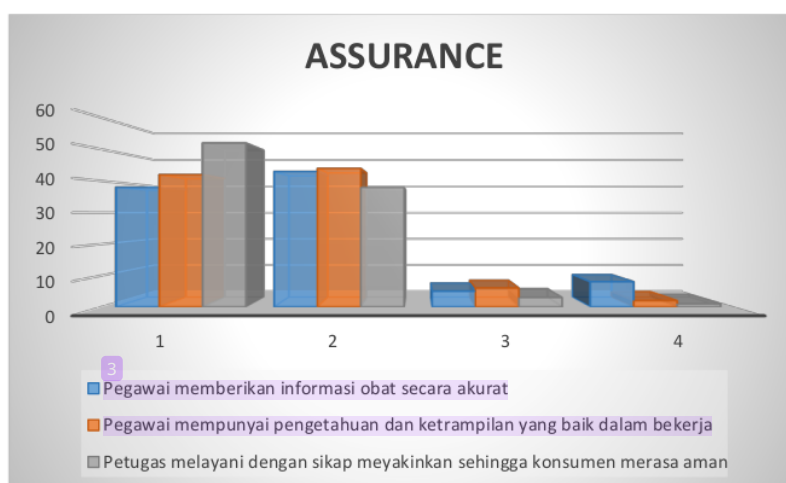 ASSURANCE
60
50
40
30
20
10
0
1 2 3 4
3
Pegawai memberikan informasi obat secara akurat
Pegawai mempunyai pengetahuan dan ketrampilan yang baik dalam bekerja
Petugas melayani dengan sikap meyakinkan sehingga konsumen merasa aman